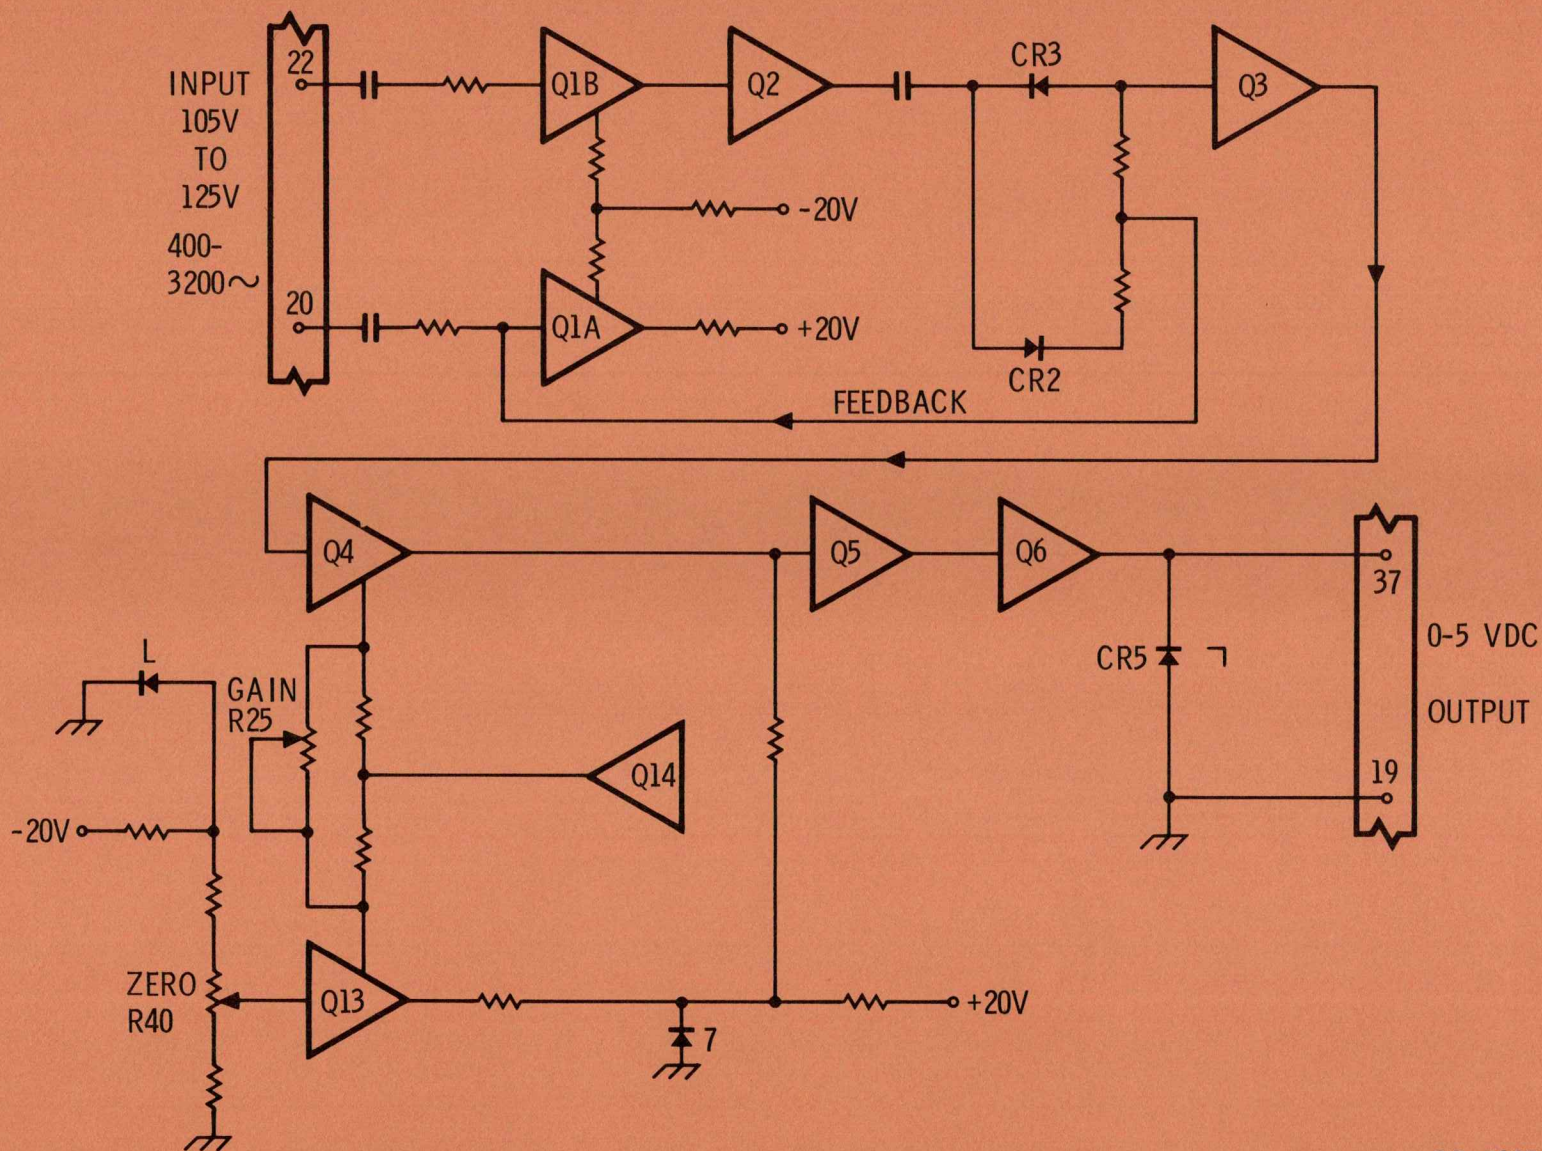 INPUT
105V
TO
125V
400-
3200~
22
20
Q1B
Q2
CR3
Q3
-20V
Q1A
+20V
CR2
FEEDBACK
Q4
Q5
Q6
37
0-5 VDC
OUTPUT
19
CR5
L
GAIN
R25
Q14
-20V
ZERO
R40
Q13
7
+20V